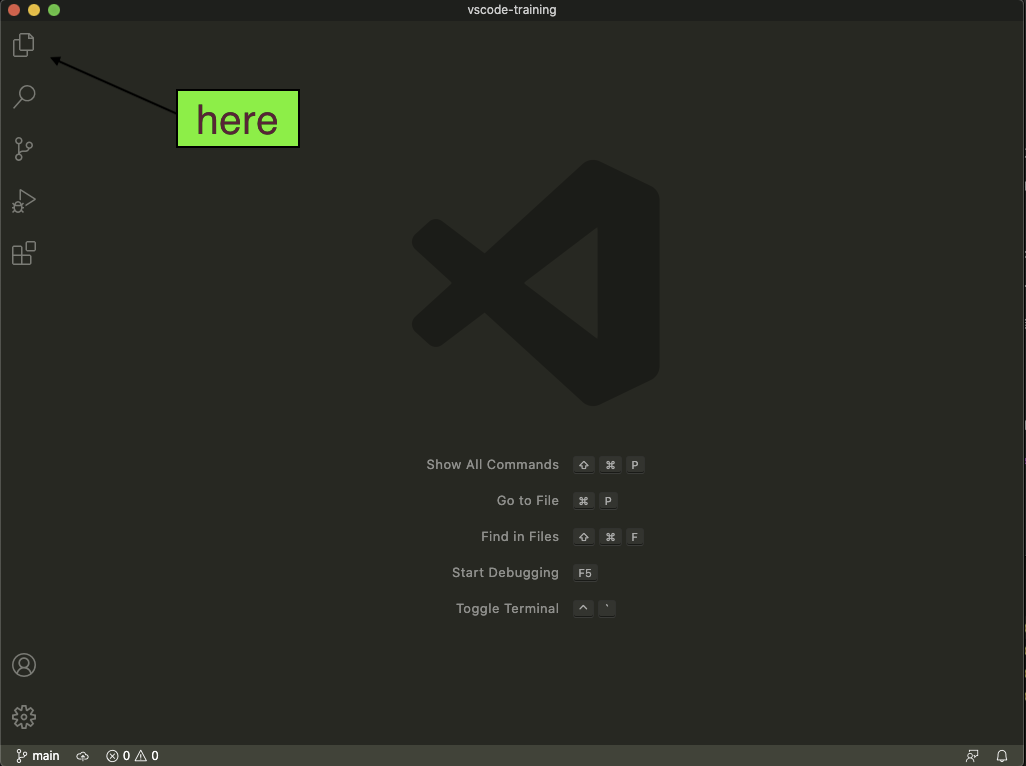 vscode-training
here
Show All Commands ⇧ ⌘ P
Go to File ⌘ P
Find in Files ⇧ ⌘ F
Start Debugging F5
Toggle Terminal ^ `
main 0 0